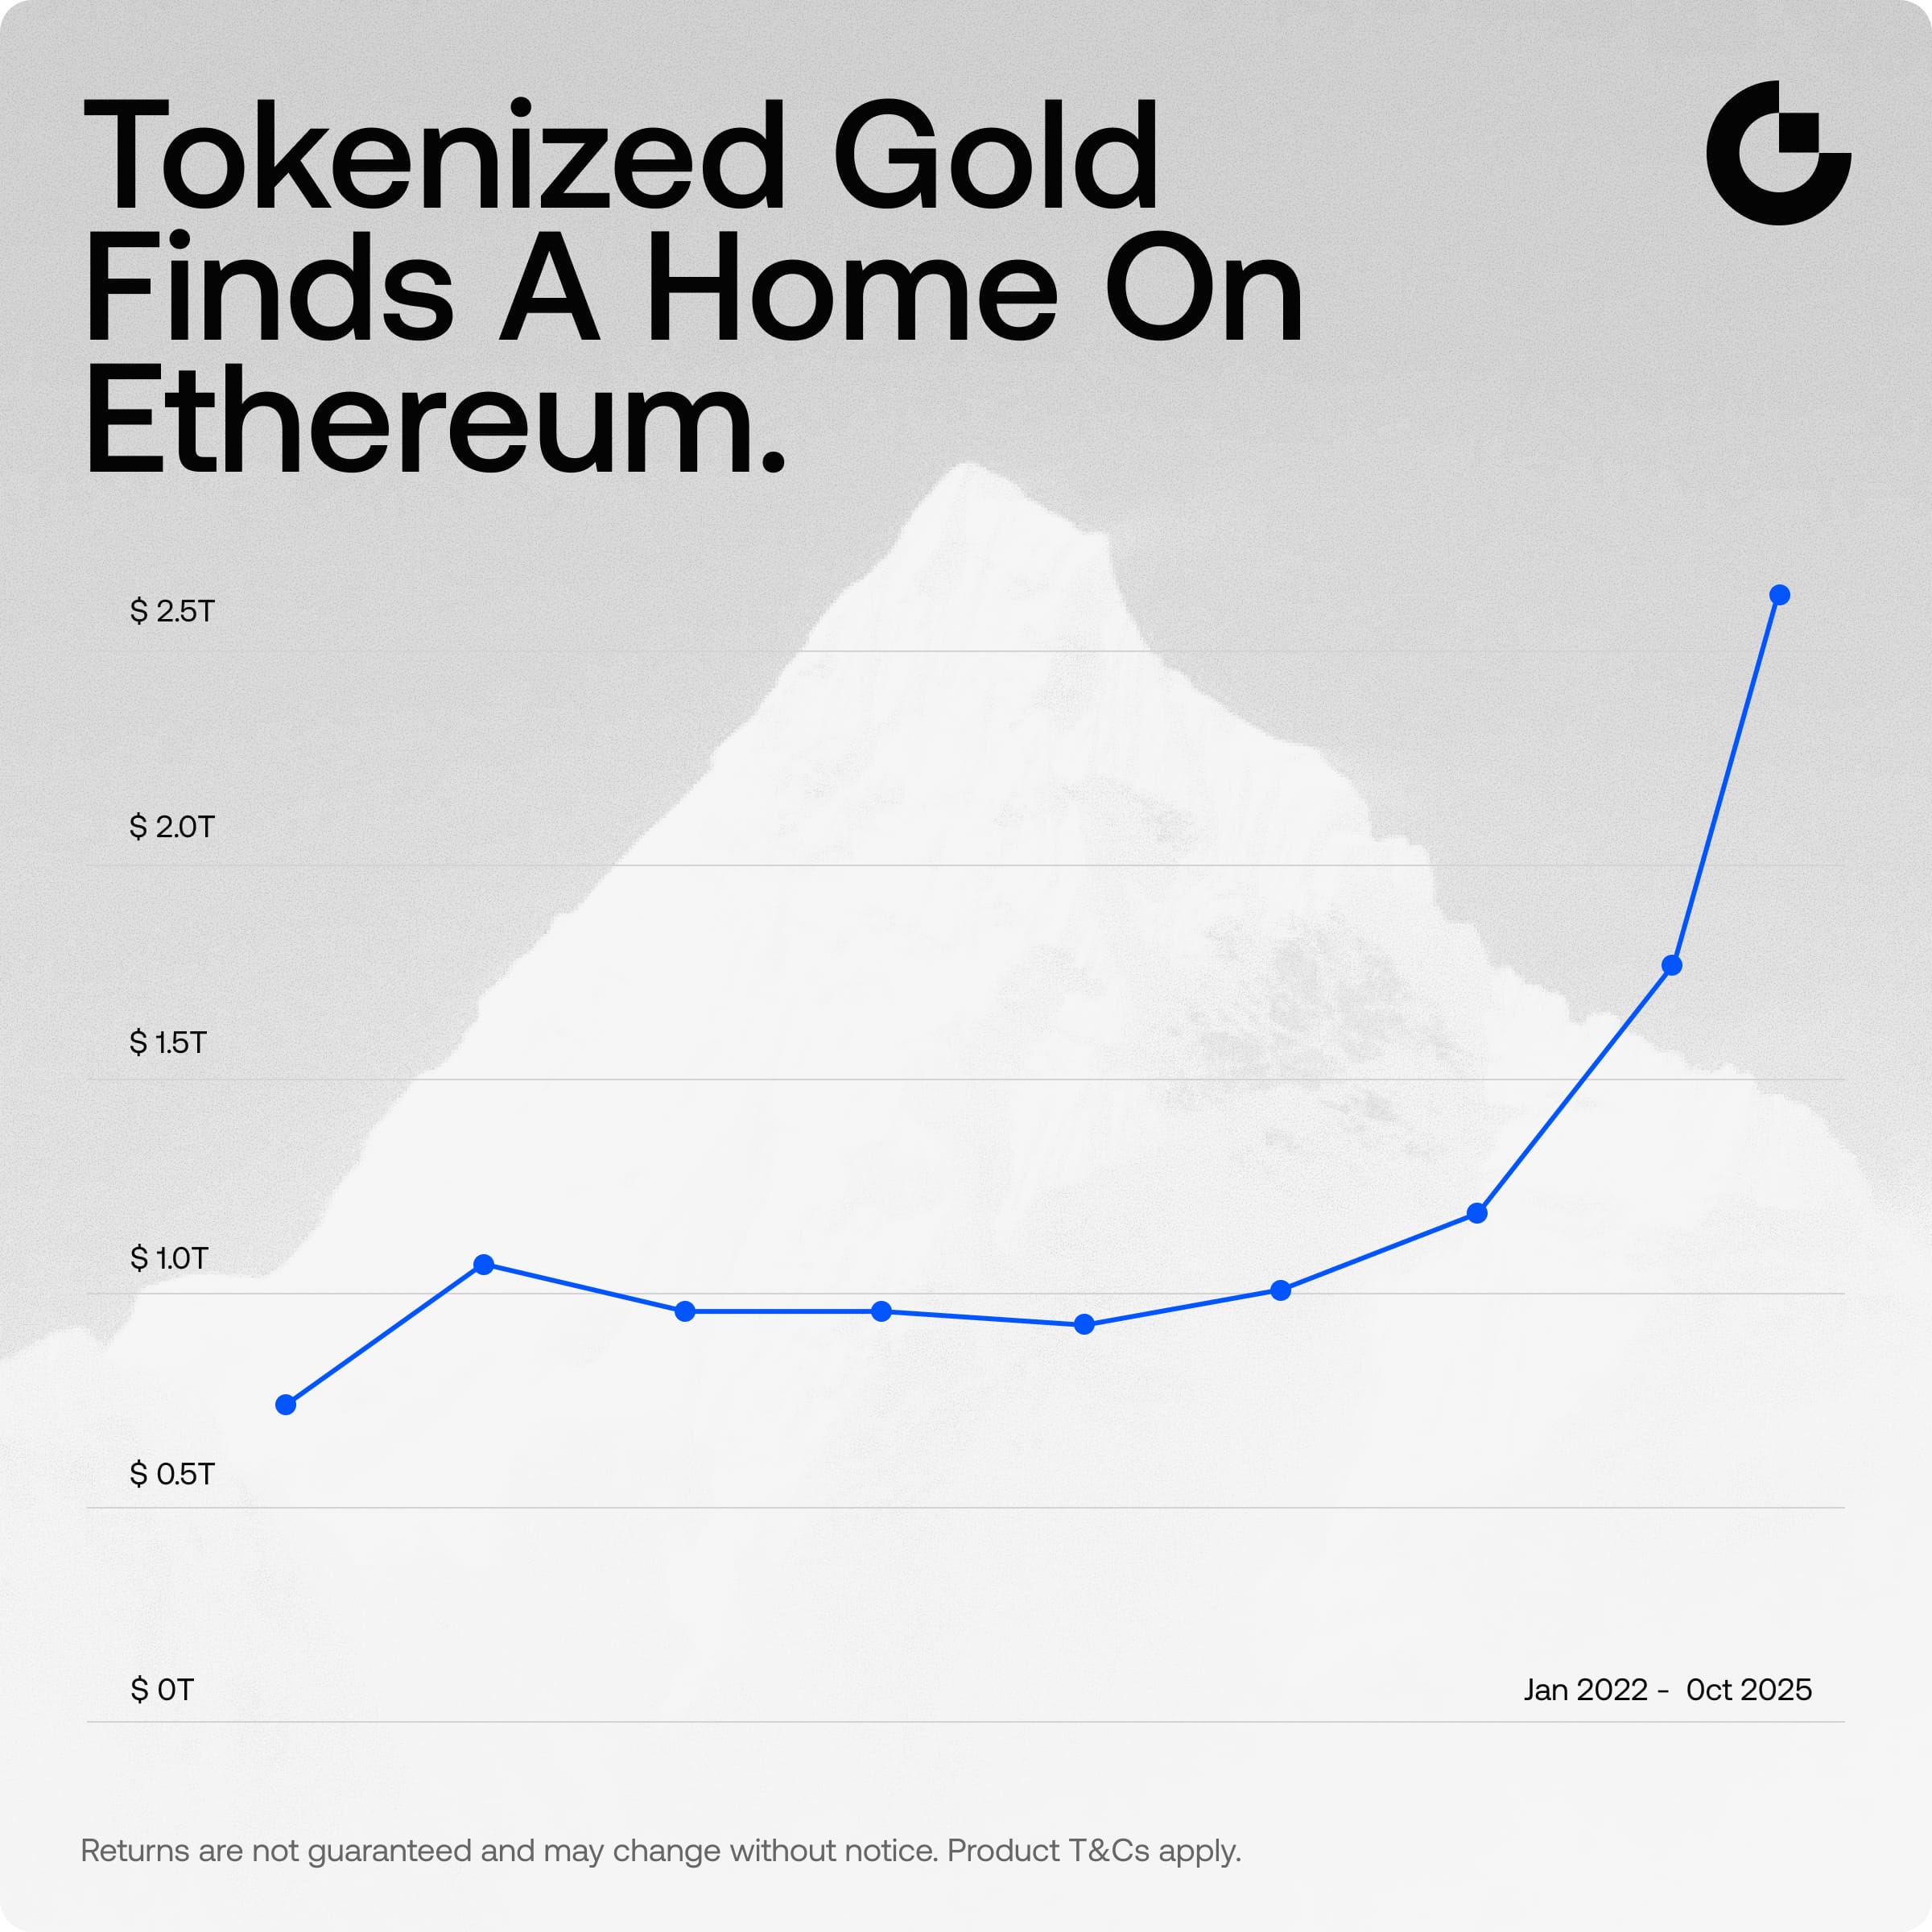 Tokenized Gold
Finds A Home On
Ethereum.
$ 2.5T
$ 2.0T
$ 1.5T
$ 1.0T
$ 0.5T
$ 0T
Jan 2022 - 0ct 2025
Returns are not guaranteed and may change without notice. Product T&Cs apply.